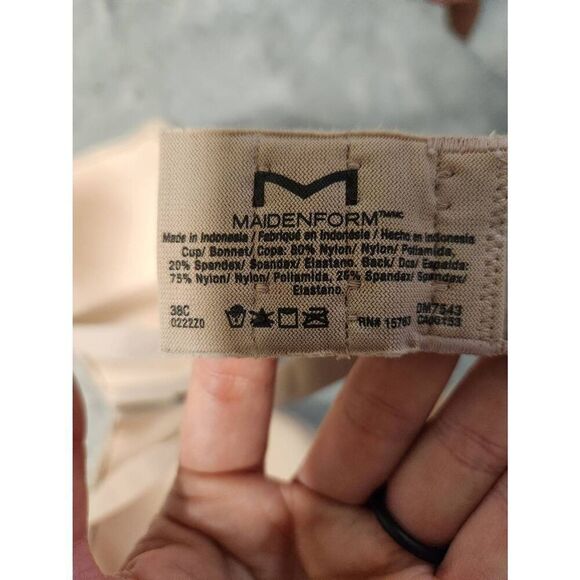 M
MAIDENFORM
Made in Indonesia / Fabriqué en Indonésie / Hecho en Indonesia
Cup/ Bonnet/ Copa: 80% Nylon/ Nylon/ Poliamida,
20% Spandex/ Spandex/ Elastano. Back/ Dos/ Espalda:
75% Nylon/ Nylon/ Poliamida, 25% Spandex/ Spandex/
Elastano.
38C
022220
RN# 15763
DM7543